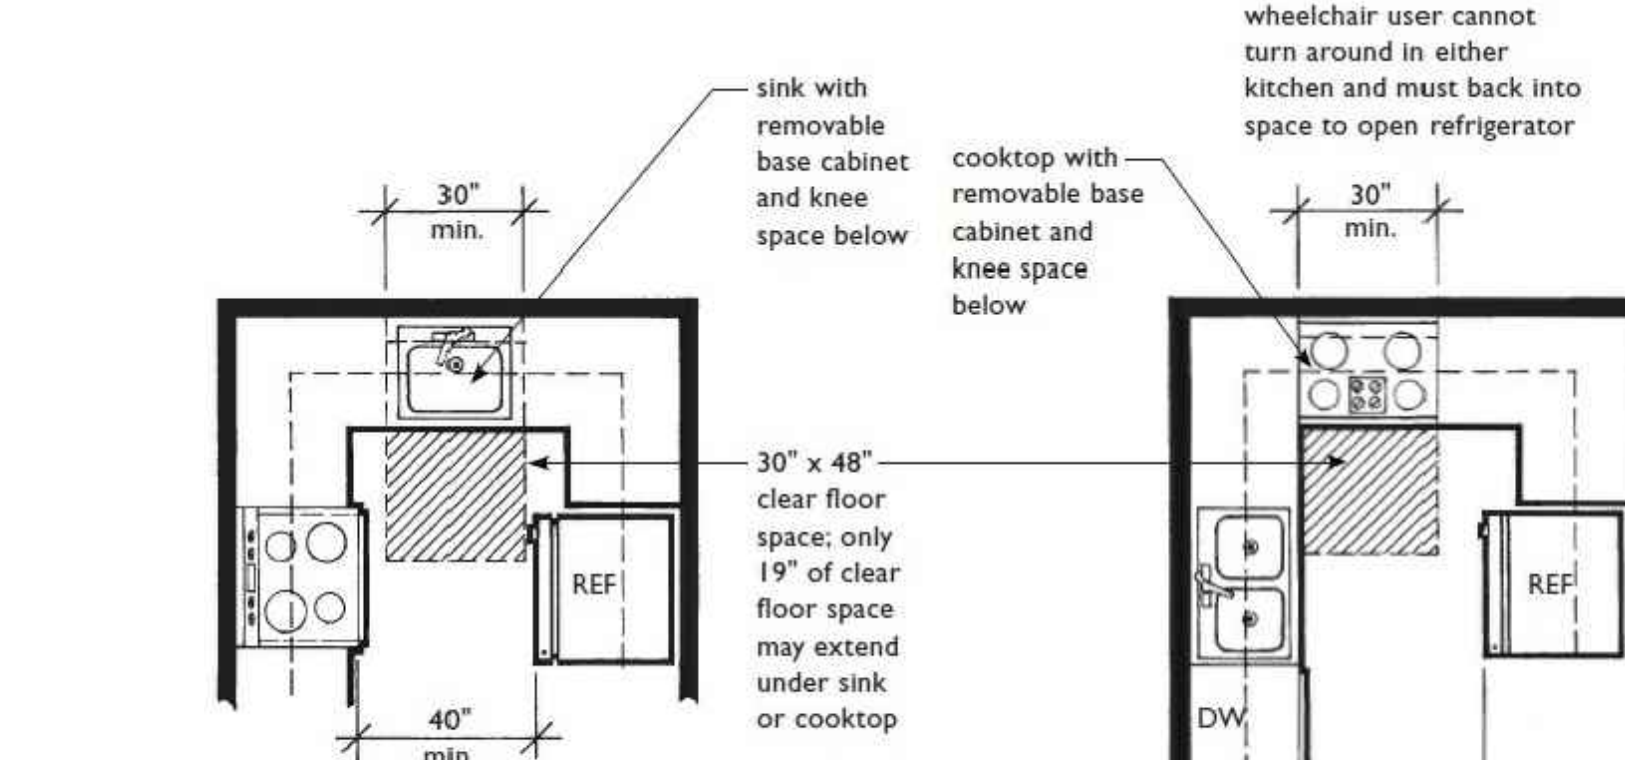 wheelchair user cannot
turn around in either
kitchen and must back into
space to open refrigerator
sink with
removable
base cabinet
and knee
space below
cooktop with
removable base
cabinet and
knee space
below
30"
min.
30"
min.
30" x 48"
clear floor
space; only
19" of clear
floor space
may extend
under sink
or cooktop
REF
REF
DW
40"
min.